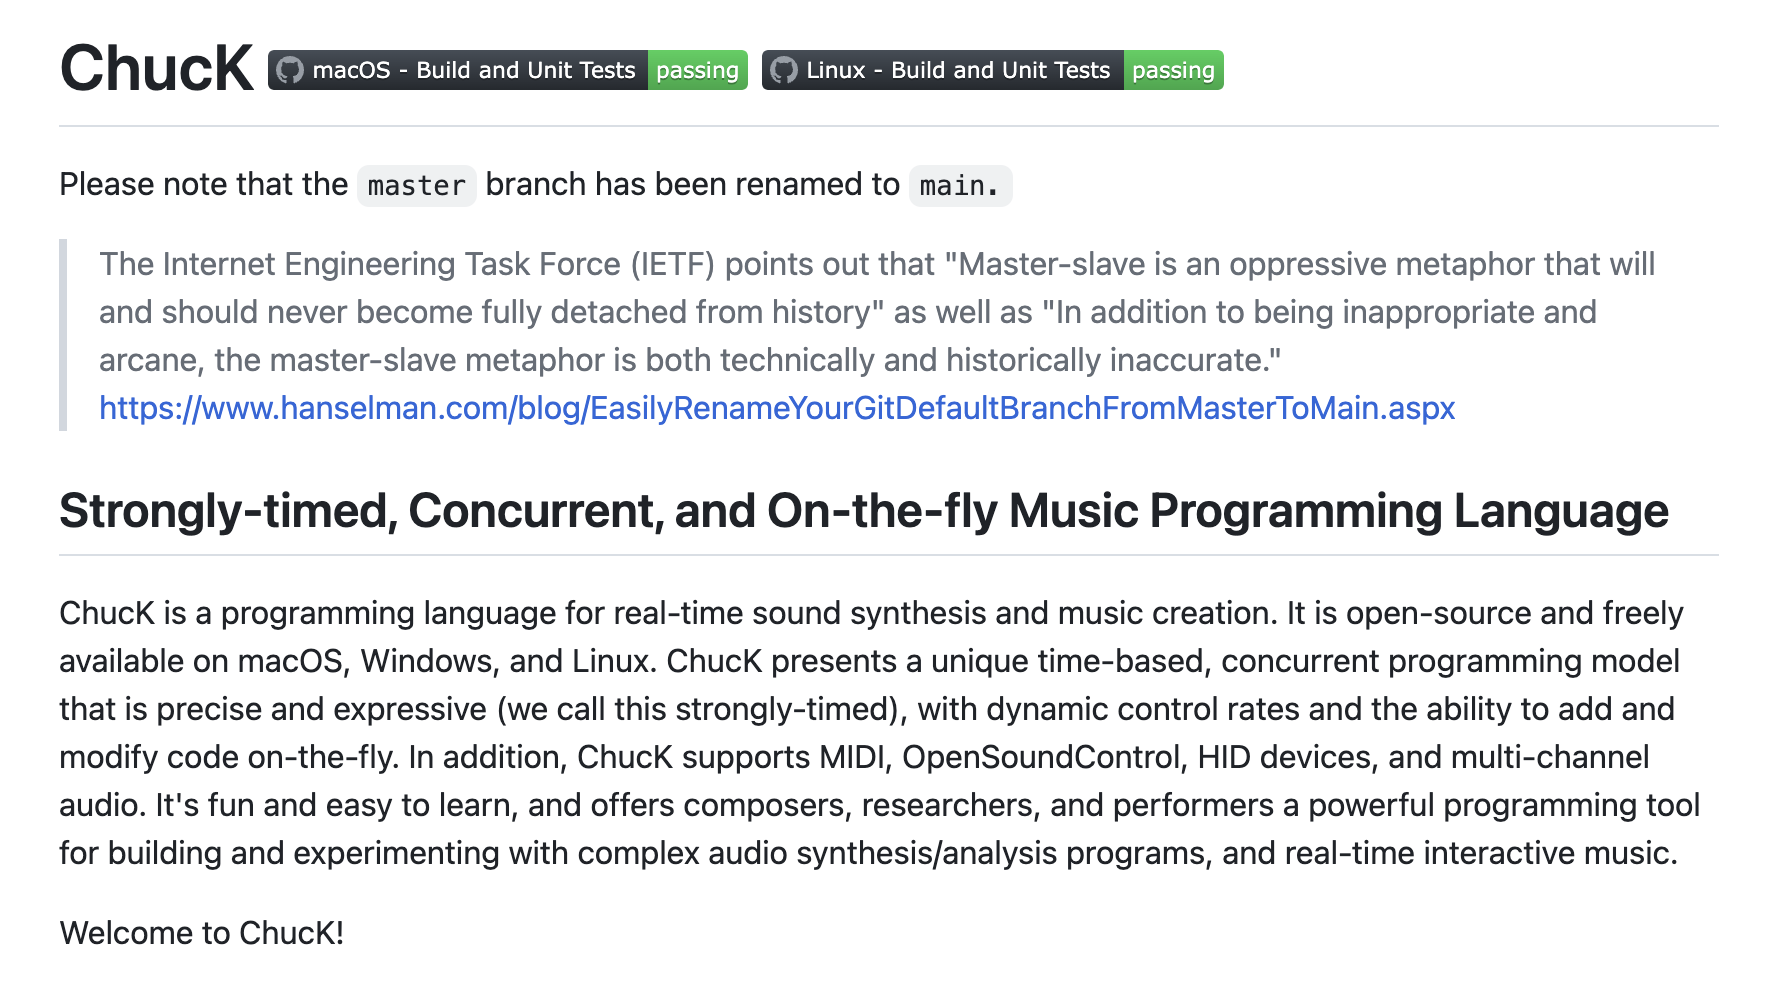 ChucK macOS - Build and Unit Tests passing Linux - Build and Unit Tests passing
Please note that the master branch has been renamed to main.
The Internet Engineering Task Force (IETF) points out that "Master-slave is an oppressive metaphor that will
and should never become fully detached from history" as well as "In addition to being inappropriate and
arcane, the master-slave metaphor is both technically and historically inaccurate."
https://www.hanselman.com/blog/EasilyRenameYourGitDefaultBranchFromMasterToMain.aspx
Strongly-timed, Concurrent, and On-the-fly Music Programming Language
ChucK is a programming language for real-time sound synthesis and music creation. It is open-source and freely
available on macOS, Windows, and Linux. ChucK presents a unique time-based, concurrent programming model
that is precise and expressive (we call this strongly-timed), with dynamic control rates and the ability to add and
modify code on-the-fly. In addition, ChucK supports MIDI, OpenSoundControl, HID devices, and multi-channel
audio. It's fun and easy to learn, and offers composers, researchers, and performers a powerful programming tool
for building and experimenting with complex audio synthesis/analysis programs, and real-time interactive music.
Welcome to ChucK!